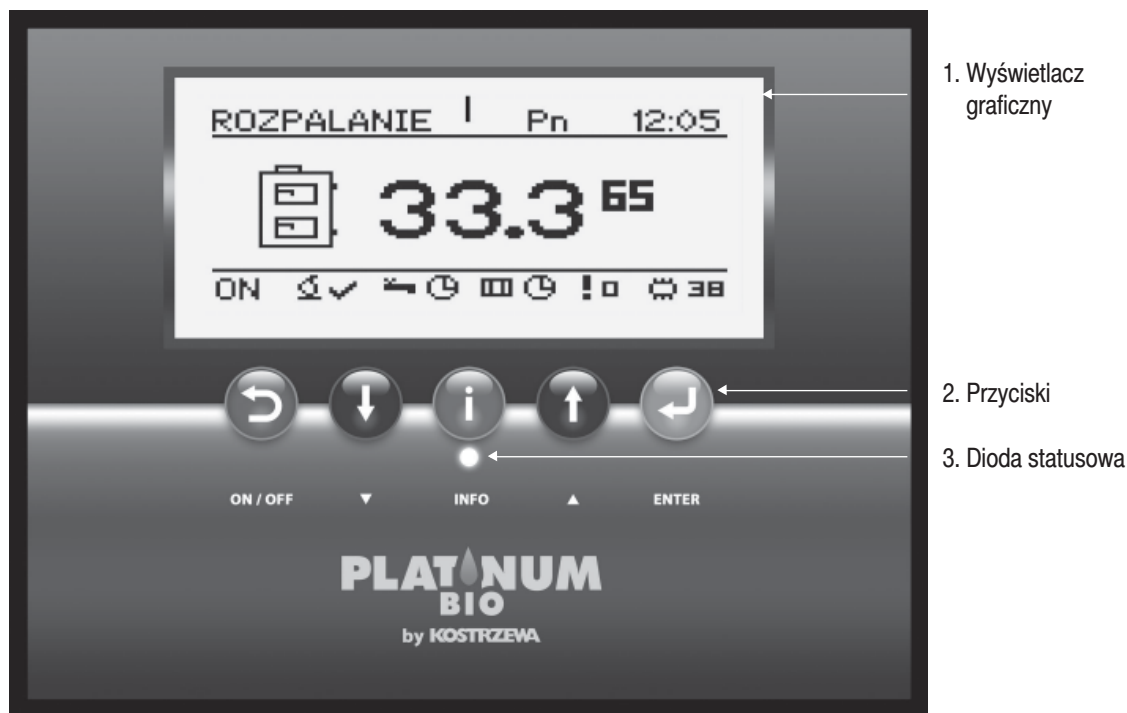 1. Wyświetlacz
graficzny
ROZPALANIE Pn 12:05
33.3 65
ON ! 0 38
i
2. Przyciski
3. Dioda statusowa
ON / OFF ▼ INFO ▲ ENTER
PLATINUM
BIO
by KOSTRZEWA